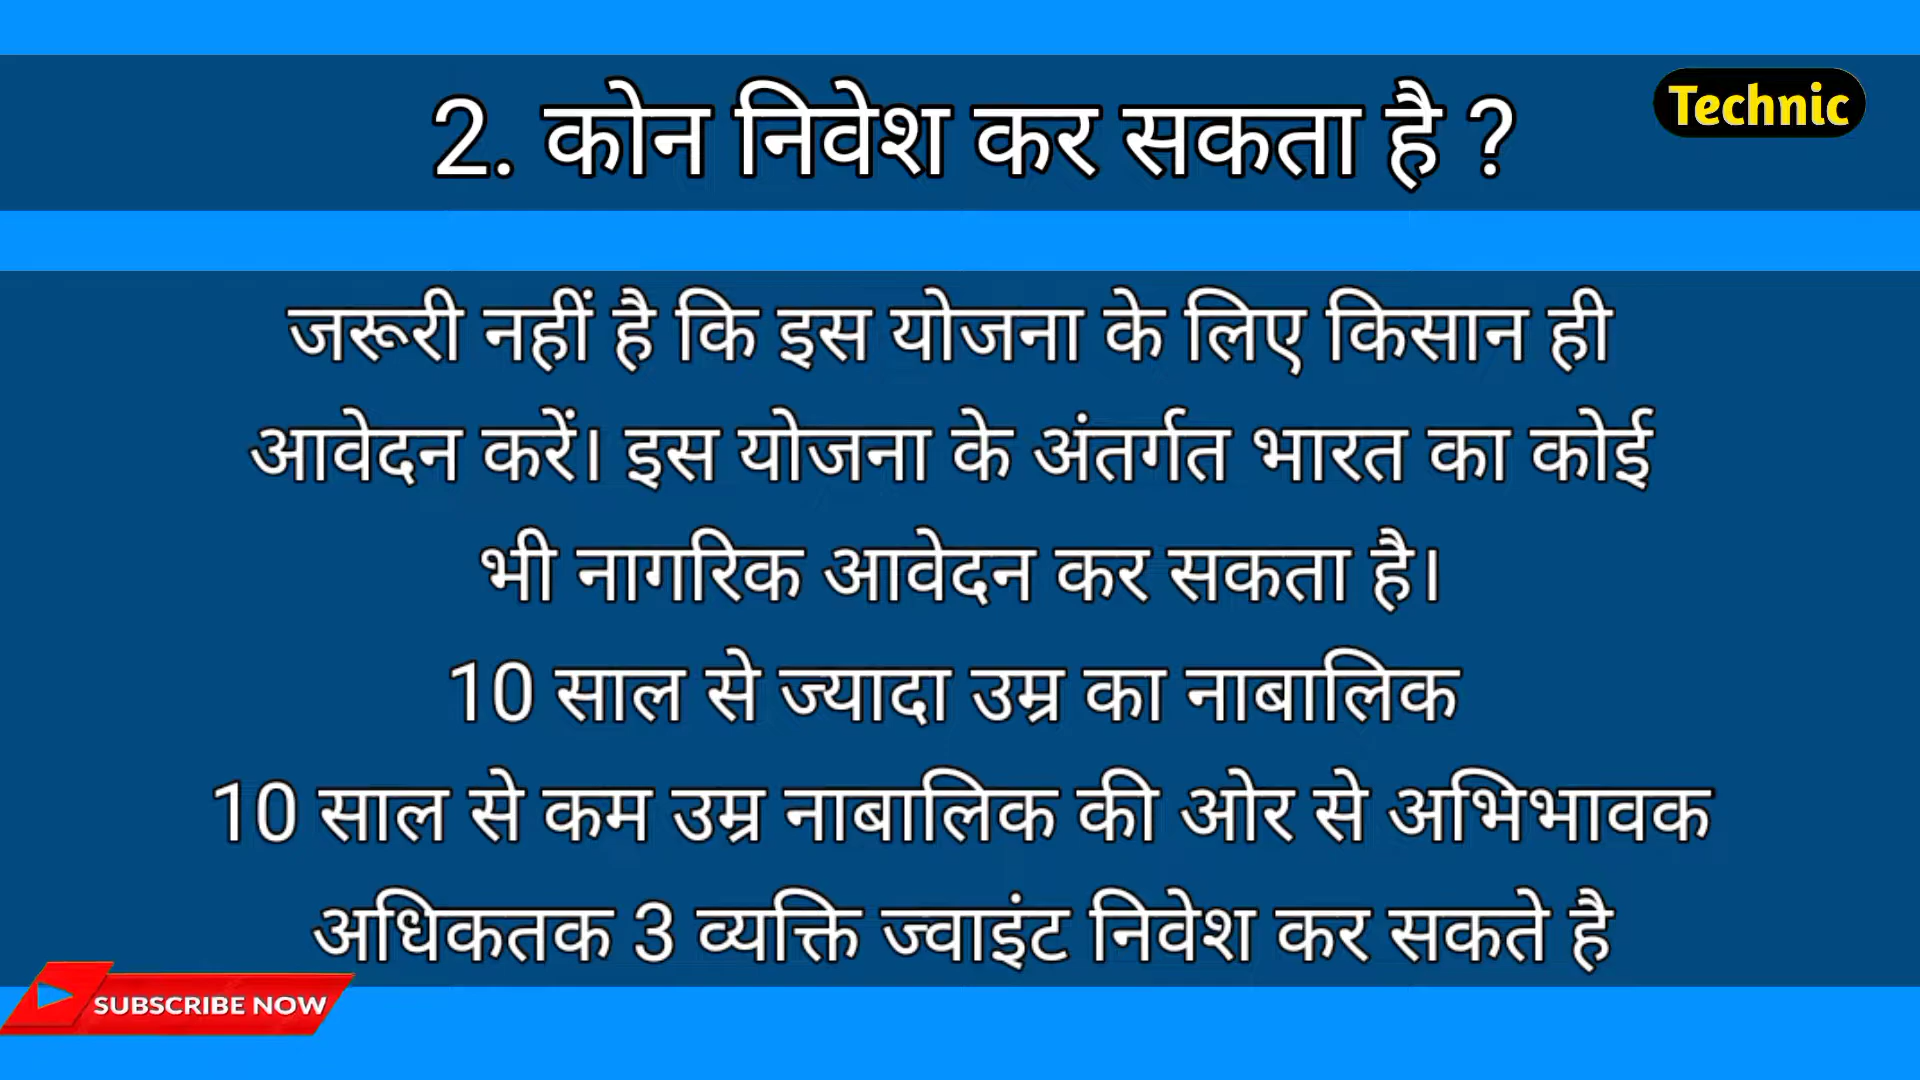 2. कोन निवेश कर सकता है ?
Technic
जरूरी नहीं है कि इस योजना के लिए किसान ही
आवेदन करें। इस योजना के अंतर्गत भारत का कोई
भी नागरिक आवेदन कर सकता है।
10 साल से ज्यादा उम्र का नाबालिक
10 साल से कम उम्र नाबालिक की ओर से अभिभावक
अधिकतक 3 व्यक्ति ज्वाइंट निवेश कर सकते है
SUBSCRIBE NOW